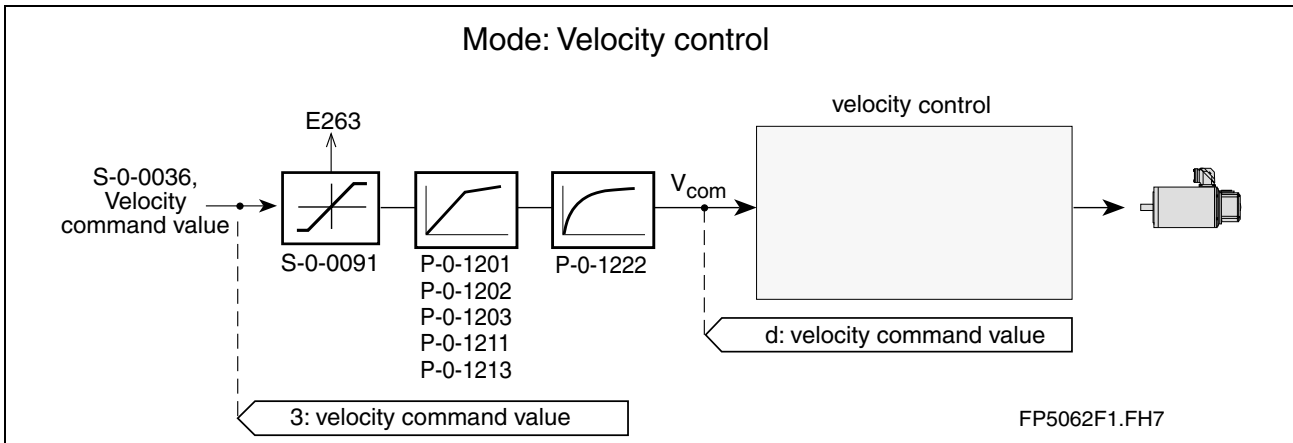 Mode: Velocity control
velocity control
E263
S-0-0036,
Velocity
command value
V com
S-0-0091
P-0-1201
P-0-1202
P-0-1203
P-0-1211
P-0-1213
P-0-1222
d: velocity command value
3: velocity command value
FP5062F1.FH7